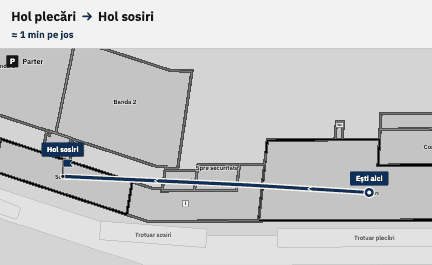 Hol plecări → Hol sosiri
≈ 1 min pe jos
P Parter
Banda 2
Hol sosiri
Spre securitate
Ești aici
Trotuar sosiri
Trotuar plecări